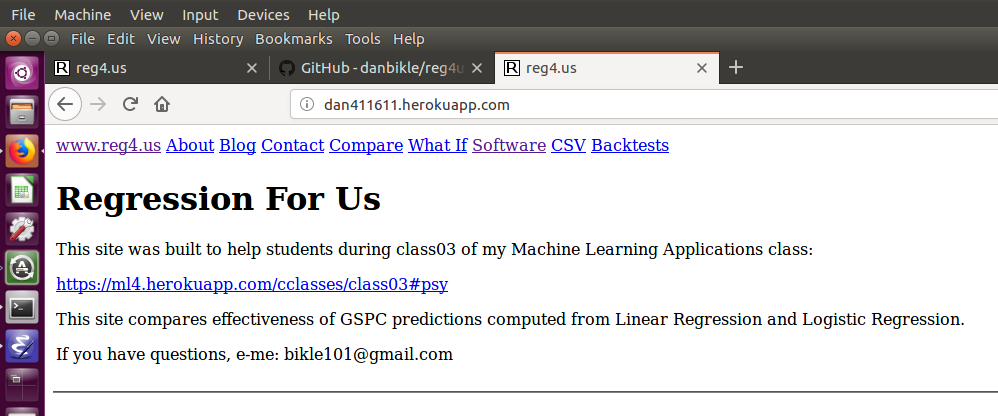 File Machine View Input Devices Help
File Edit View History Bookmarks Tools Help
reg4.us GitHub - danbikle/reg4u reg4.us
dan411611.herokuapp.com
www.reg4.us About Blog Contact Compare What If Software CSV Backtests
Regression For Us
This site was built to help students during class03 of my Machine Learning Applications class:
https://ml4.herokuapp.com/cclasses/class03#psy
This site compares effectiveness of GSPC predictions computed from Linear Regression and Logistic Regression.
If you have questions, e-me: bikle101@gmail.com